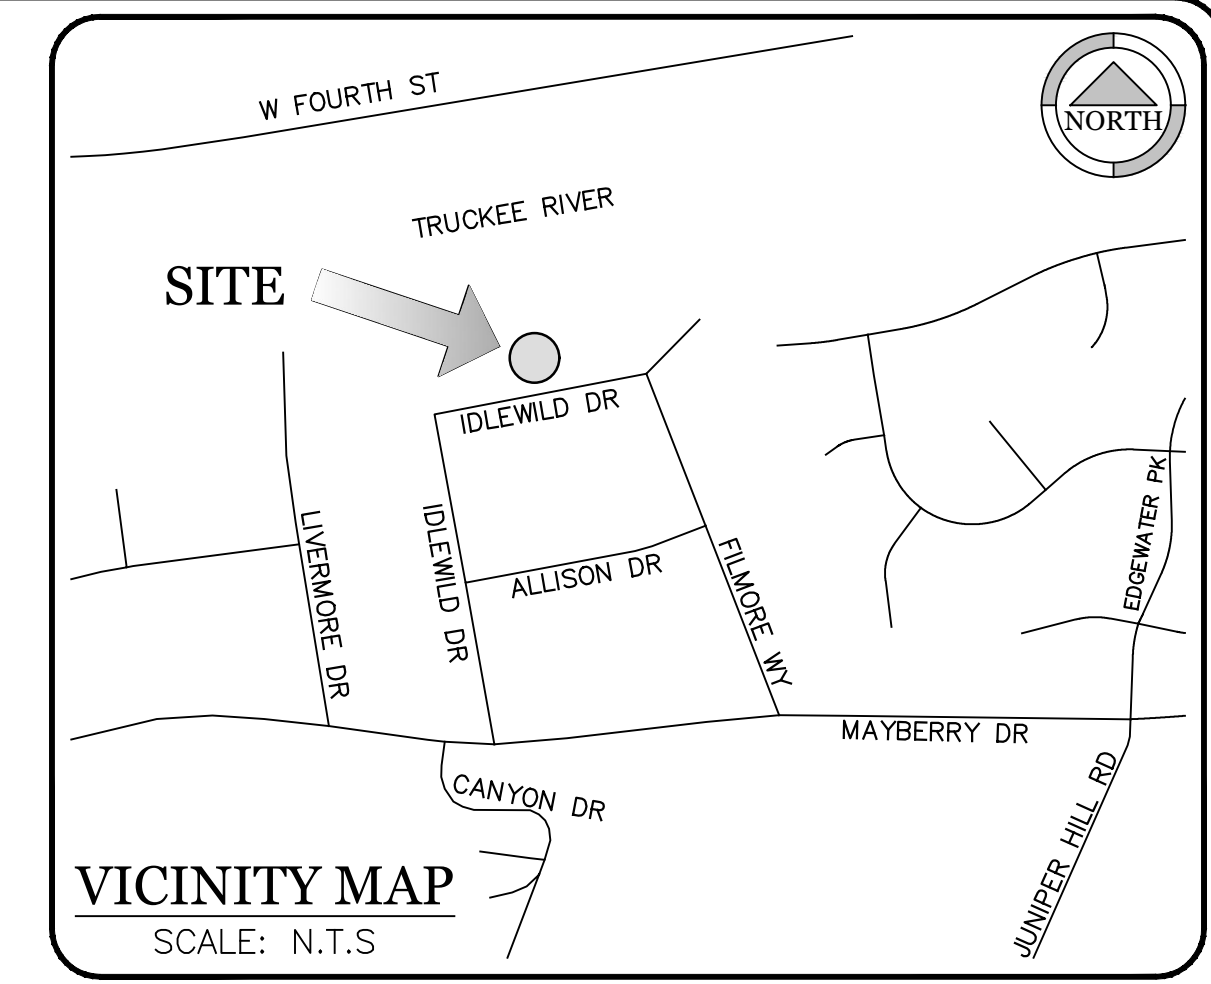 W FOURTH ST
NORTH
TRUCKEE RIVER
SITE
IDLEWILD DR
LIVERMORE DR
IDLEWILD DR
ALLISON DR
FILMORE WY
EDGEWATER PK
MAYBERRY DR
CANYON DR
JUNIPER HILL RD
VICINITY MAP
SCALE: N.T.S